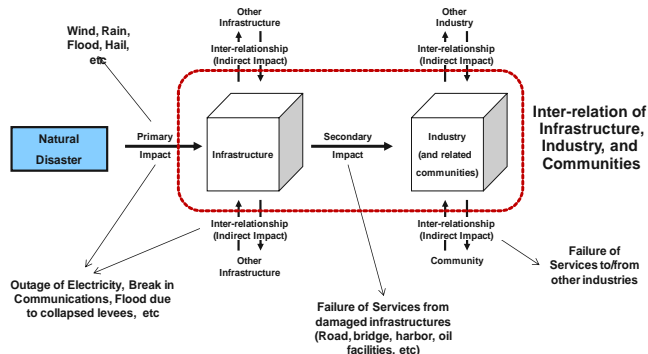 Wind, Rain,
Flood, Hail,
etc
Other
Infrastructure
Inter-relationship
(Indirect Impact)
Other
Industry
Inter-relationship
(Indirect Impact)
Natural
Disaster
Primary
Impact
Infrastructure
Secondary
Impact
Industry
(and related
communities)
Inter-relation of
Infrastructure,
Industry, and
Communities
Inter-relationship
(Indirect Impact)
Other
Infrastructure
Inter-relationship
(Indirect Impact)
Community
Outage of Electricity, Break in
Communications, Flood due
to collapsed levees,  etc
Failure of Services from
damaged infrastructures
(Road, bridge, harbor, oil
facilities, etc)
Failure of
Services to/from
other industries